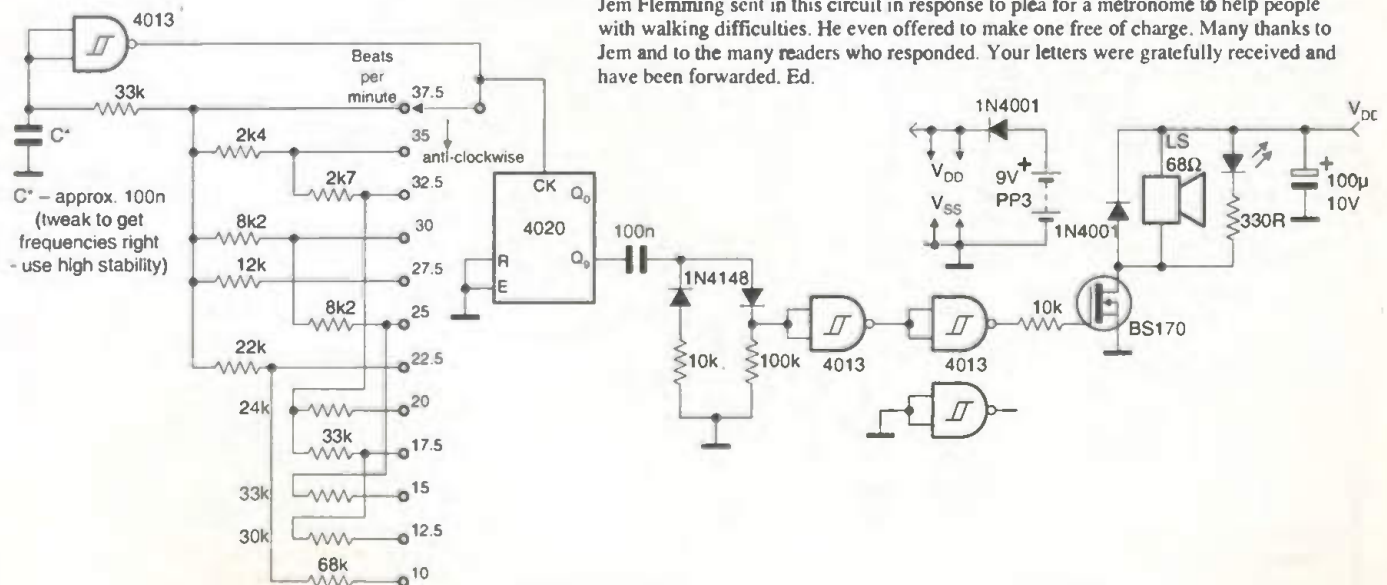 Jem Flemming sent in this circuit in response to plea for a metronome to help people
with walking difficulties. He even offered to make one free of charge. Many thanks to
Jem and to the many readers who responded. Your letters were gratefully received and
have been forwarded. Ed.
4013
33k
C*
C* – approx. 100n
(tweak to get
frequencies right
- use high stability)
Beats
per
minute
37.5
35
anti-clockwise
32.5
30
27.5
25
22.5
20
17.5
15
12.5
10
2k4
2k7
8k2
12k
8k2
22k
24k
33k
33k
30k
68k
CK
Q0
4020
R
E
Q9
100n
1N4148
10k
100k
4013
4013
10k
BS170
1N4001
VDD
VSS
9V
+
PP3
1N4001
LS
68Ω
330R
+
100µ
10V